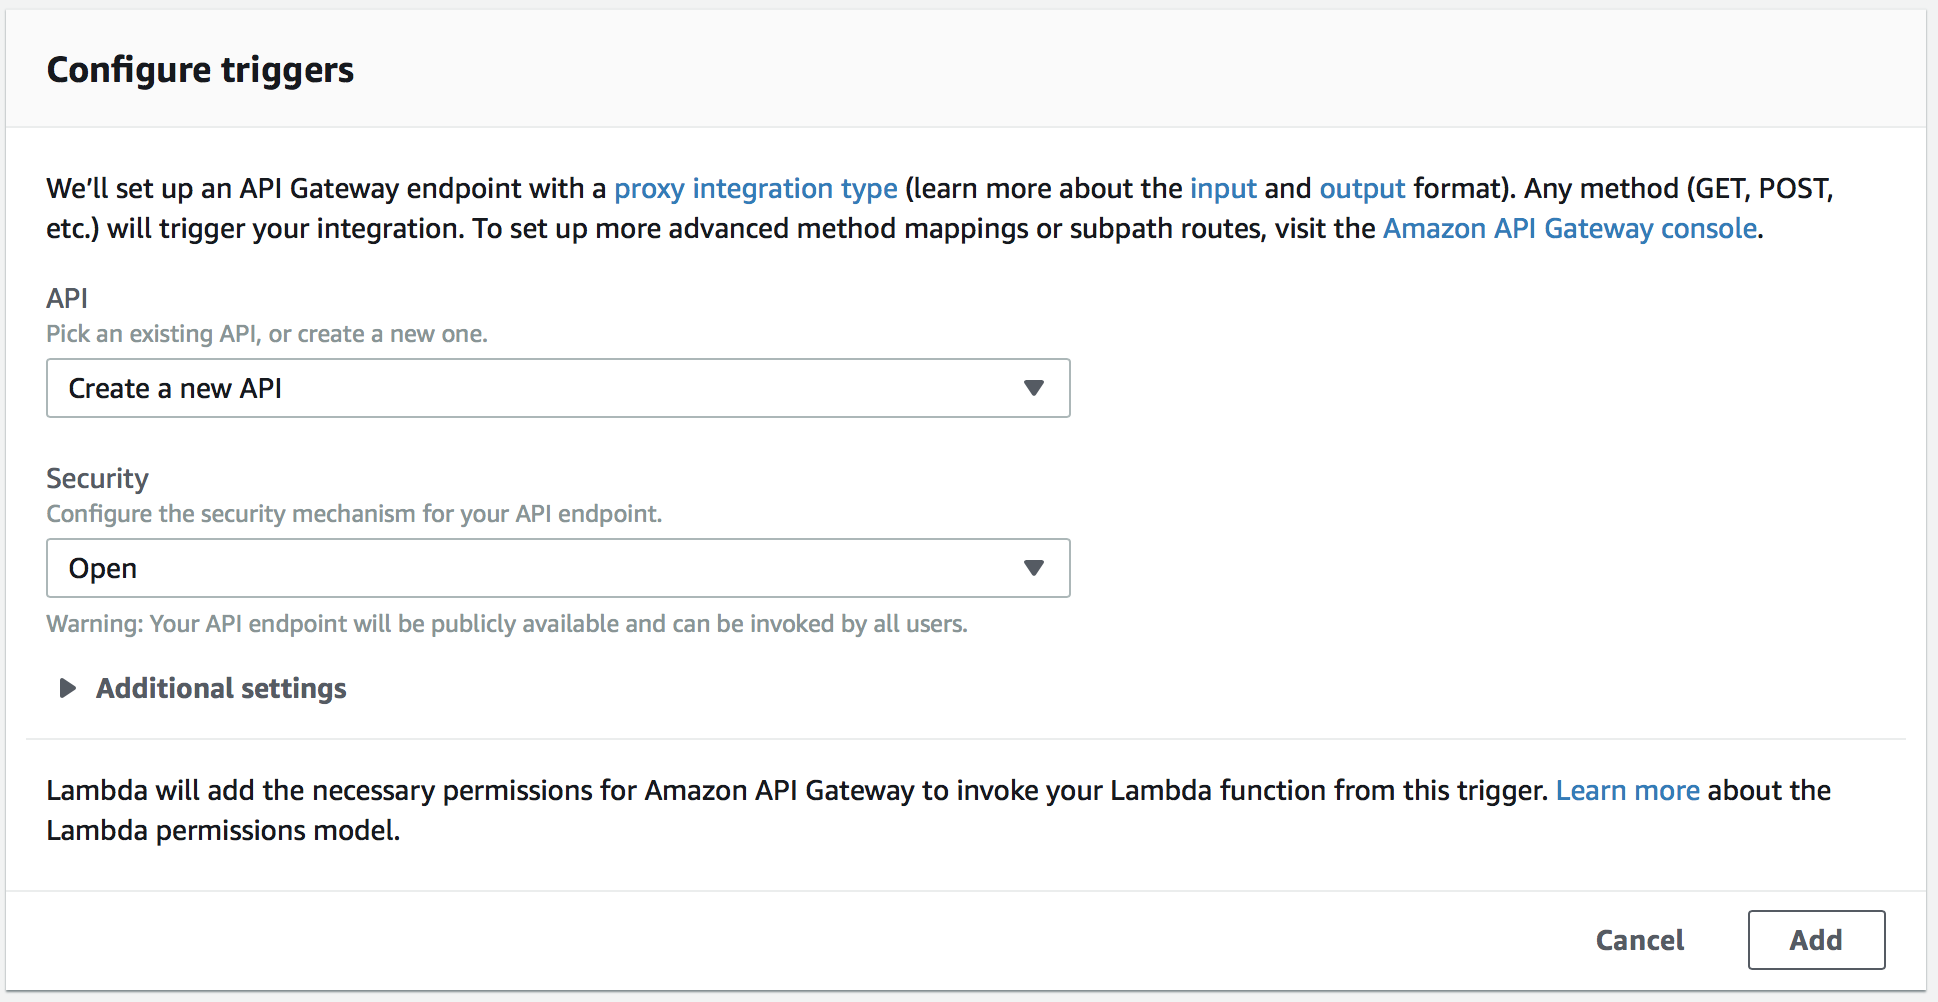 Configure triggers
We’ll set up an API Gateway endpoint with a proxy integration type (learn more about the input and output format). Any method (GET, POST,
etc.) will trigger your integration. To set up more advanced method mappings or subpath routes, visit the Amazon API Gateway console.
API
Pick an existing API, or create a new one.
Create a new API
Security
Configure the security mechanism for your API endpoint.
Open
Warning: Your API endpoint will be publicly available and can be invoked by all users.
Additional settings
Lambda will add the necessary permissions for Amazon API Gateway to invoke your Lambda function from this trigger. Learn more about the
Lambda permissions model.
Cancel Add